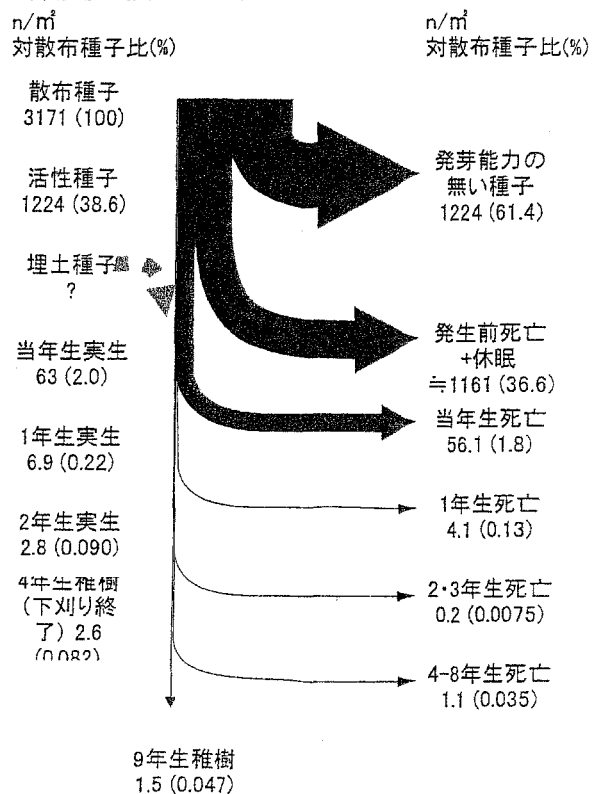 n/㎡
対散布種子比(%)
散布種子
3171 (100)
活性種子
1224 (38.6)
埋土種子
?
当年生実生
63 (2.0)
1年生実生
6.9 (0.22)
2年生実生
2.8 (0.090)
4年生稚樹
(下刈り終
了) 2.6
(0.082)
n/㎡
対散布種子比(%)
発芽能力の
無い種子
1224 (61.4)
発生前死亡
+休眠
≒1161 (36.6)
当年生死亡
56.1 (1.8)
1年生死亡
4.1 (0.13)
2・3年生死亡
0.2 (0.0075)
4-8年生死亡
1.1 (0.035)
9年生稚樹
1.5 (0.047)